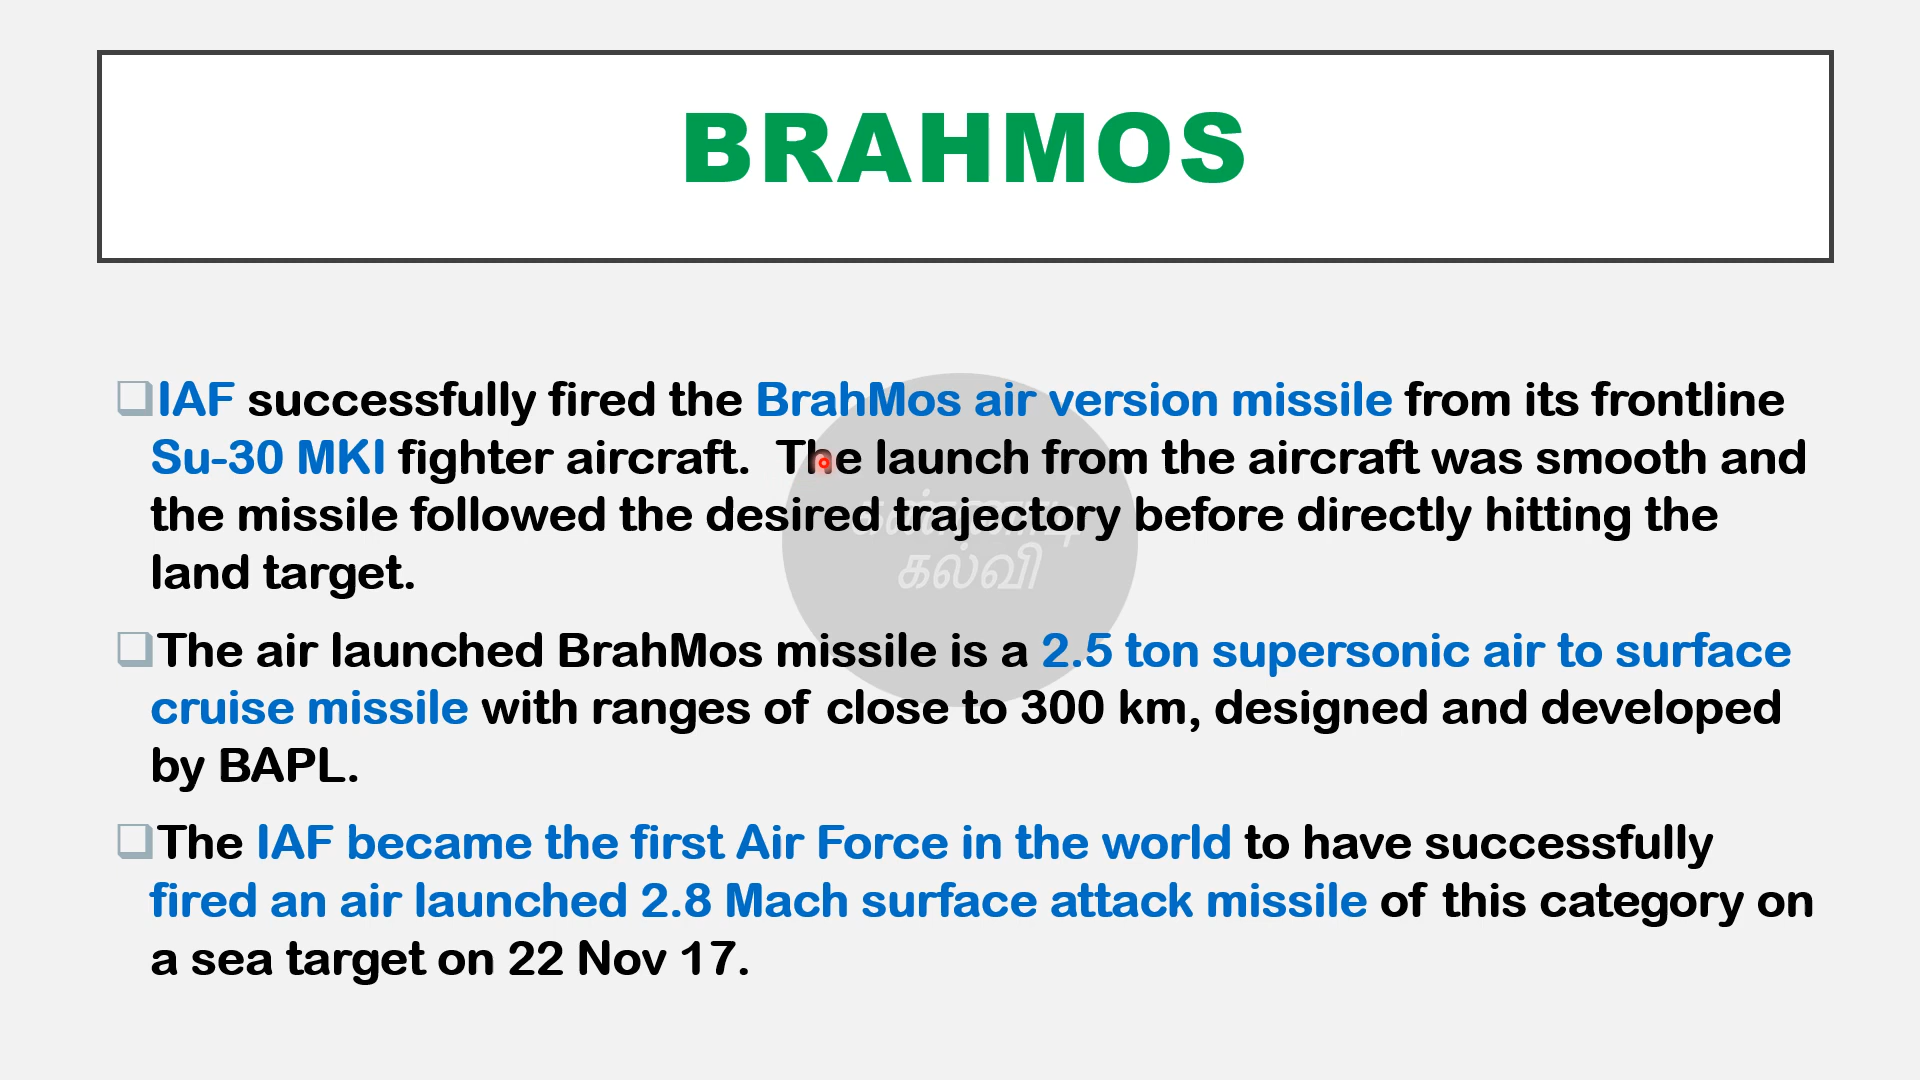 BRAHMOS
IAF successfully fired the BrahMos air version missile from its frontline
Su-30 MKI fighter aircraft. The launch from the aircraft was smooth and
the missile followed the desired trajectory before directly hitting the
land target.
The air launched BrahMos missile is a 2.5 ton supersonic air to surface
cruise missile with ranges of close to 300 km, designed and developed
by BAPL.
The IAF became the first Air Force in the world to have successfully
fired an air launched 2.8 Mach surface attack missile of this category on
a sea target on 22 Nov 17.
கல்வி